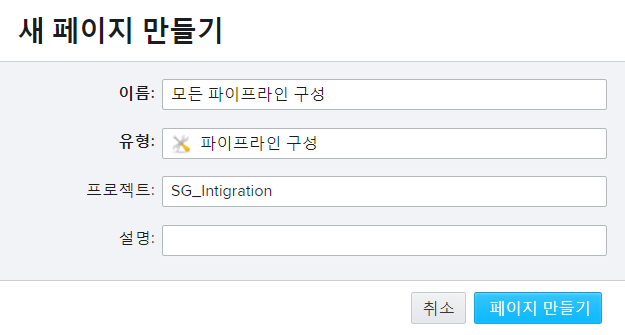 새 페이지 만들기
이름: 모든 파이프라인 구성
유형: 파이프라인 구성
프로젝트: SG_Intigration
설명:
취소 페이지 만들기